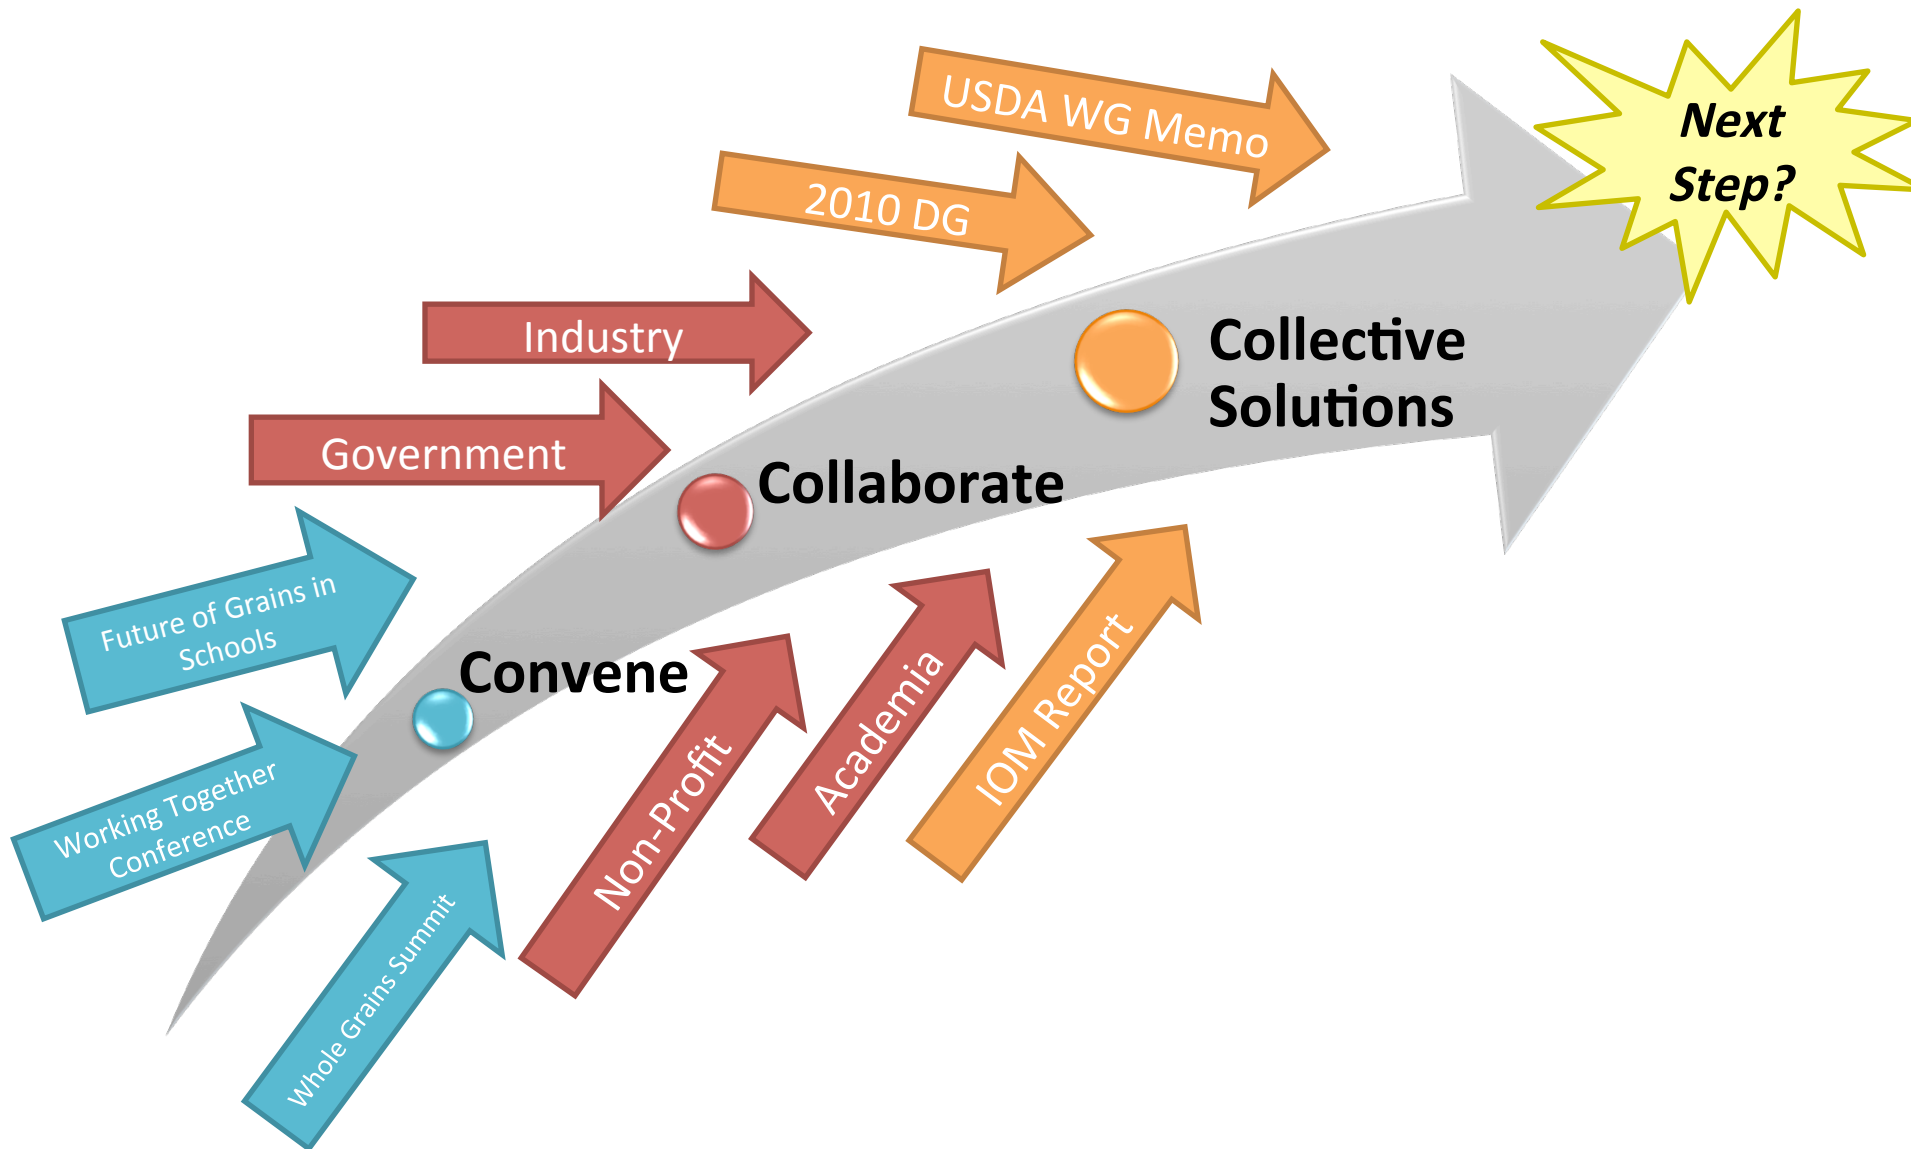 USDA WG Memo
2010 DG
Next
Step?
Industry
Government
Collective
Solutions
Collaborate
Future of Grains in
Schools
Convene
Working Together
Conference
Whole Grains Summit
Non-Profit
Academia
IOM Report